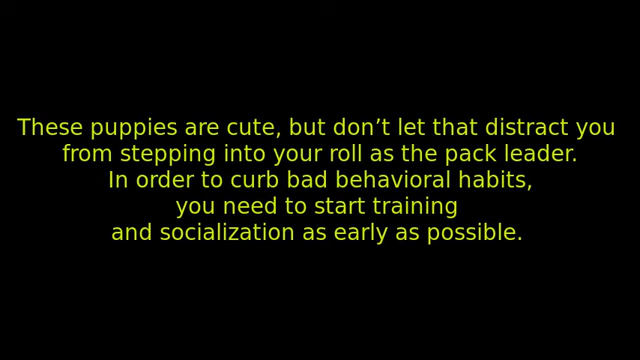 These puppies are cute, but don’t let that distract you
from stepping into your roll as the pack leader.
In order to curb bad behavioral habits,
you need to start training
and socialization as early as possible.